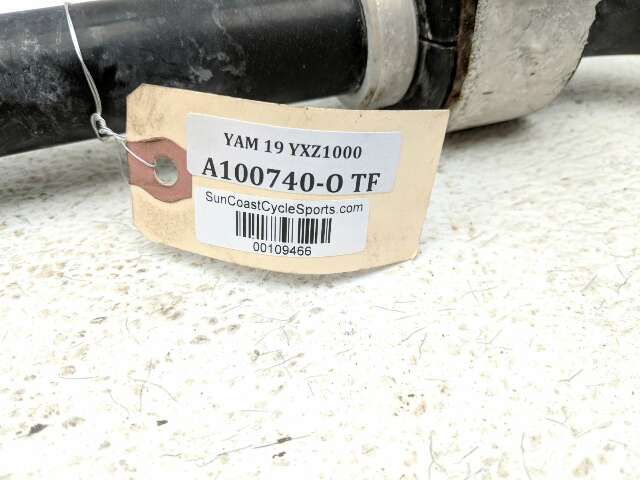 YAM 19 YXZ1000
A100740-O TF
SunCoastCycleSports.com
00109466